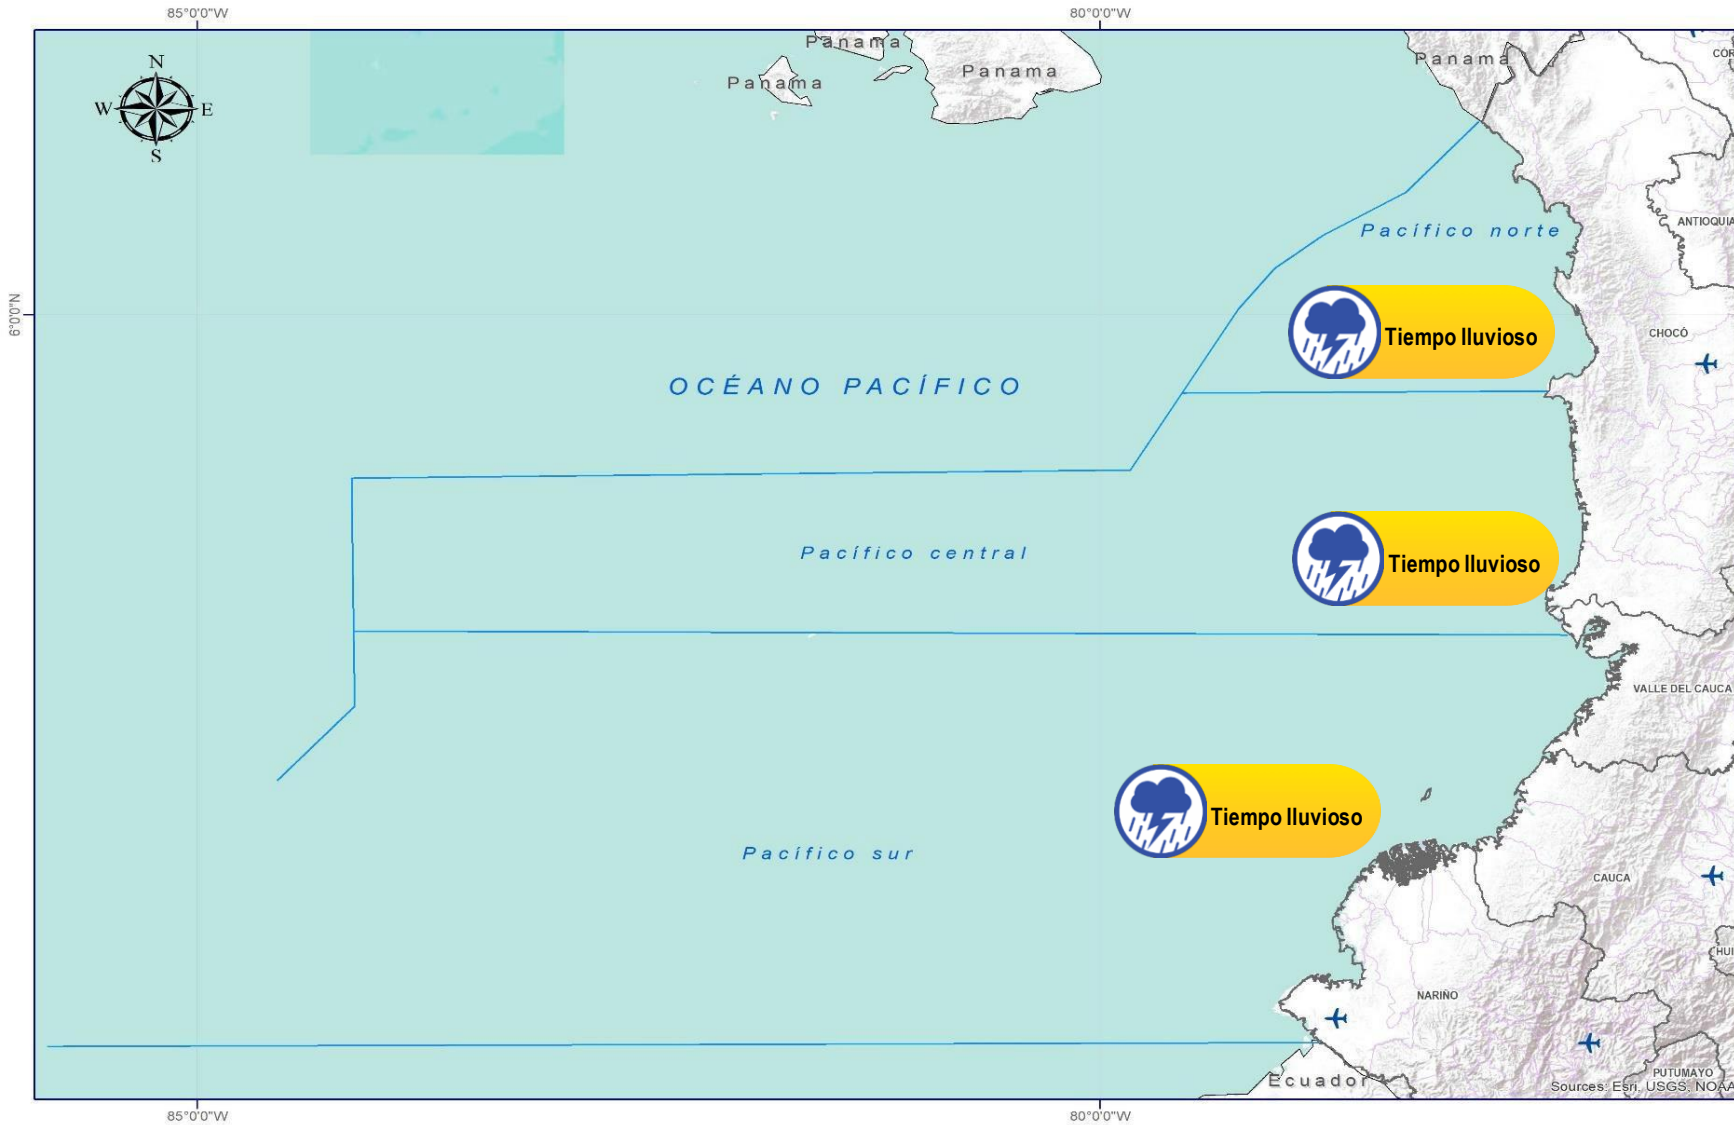 85°0'0"W
80°0'0"W
Panama
Panama
Panama
Panama
N
W
E
S
ANTIOQUIA
Pacífico norte
6°0'0"N
CHOCÓ
Tiempo lluvioso
OCÉANO PACÍFICO
Pacífico central
Tiempo lluvioso
VALLE DEL CAUCA
Tiempo lluvioso
Pacífico sur
CAUCA
NARIÑO
PUTUMAYO
Ecuador
Sources: Esri, USGS, NOAA
85°0'0"W
80°0'0"W